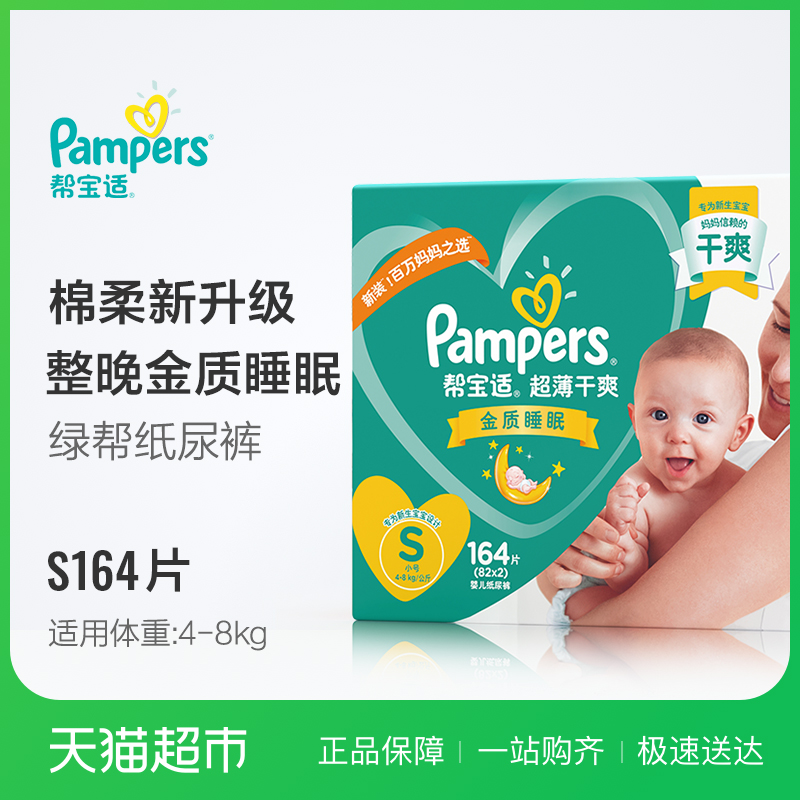 Pampers
帮宝适
棉柔新升级
整晚金质睡眠
绿帮纸尿裤
S164片
适用体重:4-8kg
新装!百万妈妈之选
专为新生宝宝
妈妈信赖的
干爽
Pampers
帮宝适 超薄干爽
金质睡眠
专为新生宝宝设计
S
小号
4-8 kg/公斤
164片
(82x2)
婴儿纸尿裤
天猫超市 正品保障 | 一站购齐 | 极速送达